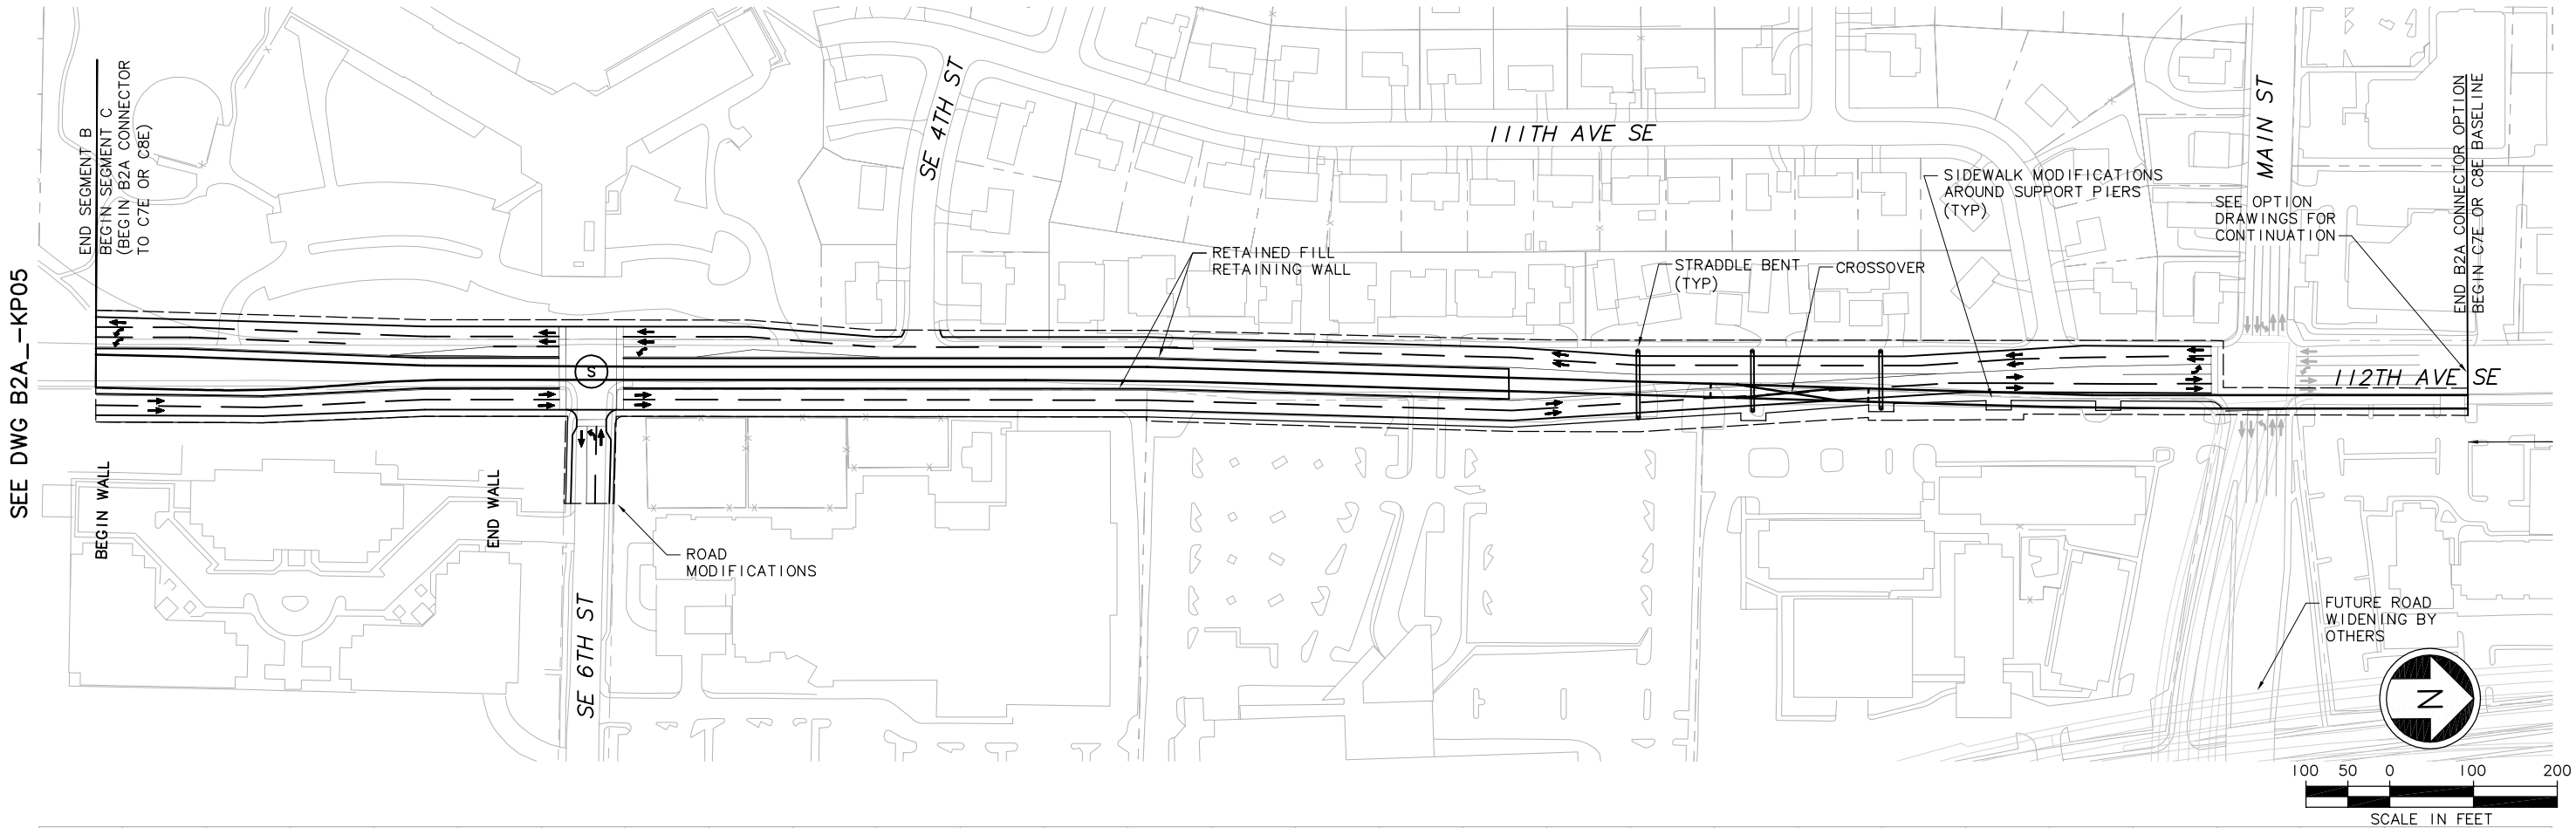 SEE DWG B2A_-KP05
END SEGMENT B
BEGIN SEGMENT C
(BEGIN B2A CONNECTOR
TO C7E OR C8E)
SE 4TH ST
111TH AVE SE
MAIN ST
SIDEWALK MODIFICATIONS
AROUND SUPPORT PIERS
(TYP)
SEE OPTION
DRAWINGS FOR
CONTINUATION
END B2A CONNECTOR OPTION
BEGIN C7E OR C8E BASELINE
RETAINED FILL
RETAINING WALL
STRADDLE BENT
(TYP)
CROSSOVER
S
112TH AVE SE
BEGIN WALL
END WALL
ROAD
MODIFICATIONS
SE 6TH ST
FUTURE ROAD
WIDENING BY
OTHERS
N
100 50 0 100 200
SCALE IN FEET